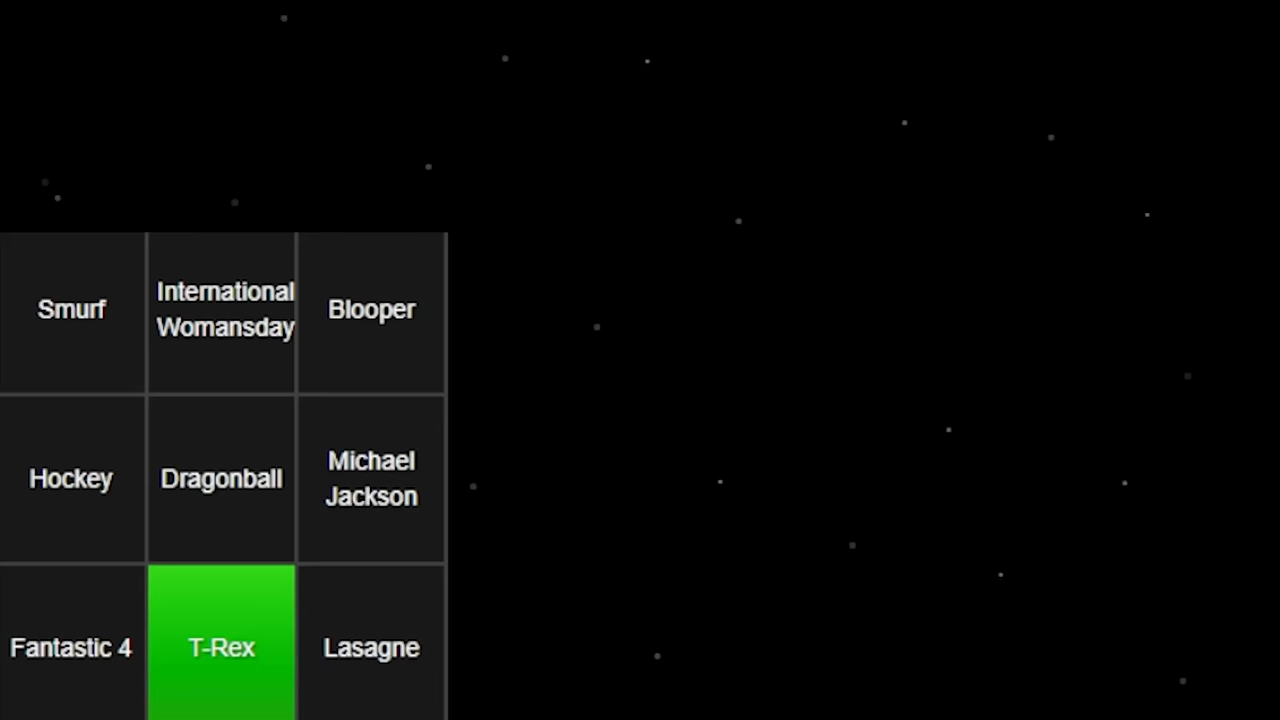 Smurf
International
Womansday
Blooper
Hockey
Dragonball
Michael
Jackson
Fantastic 4
T-Rex
Lasagne